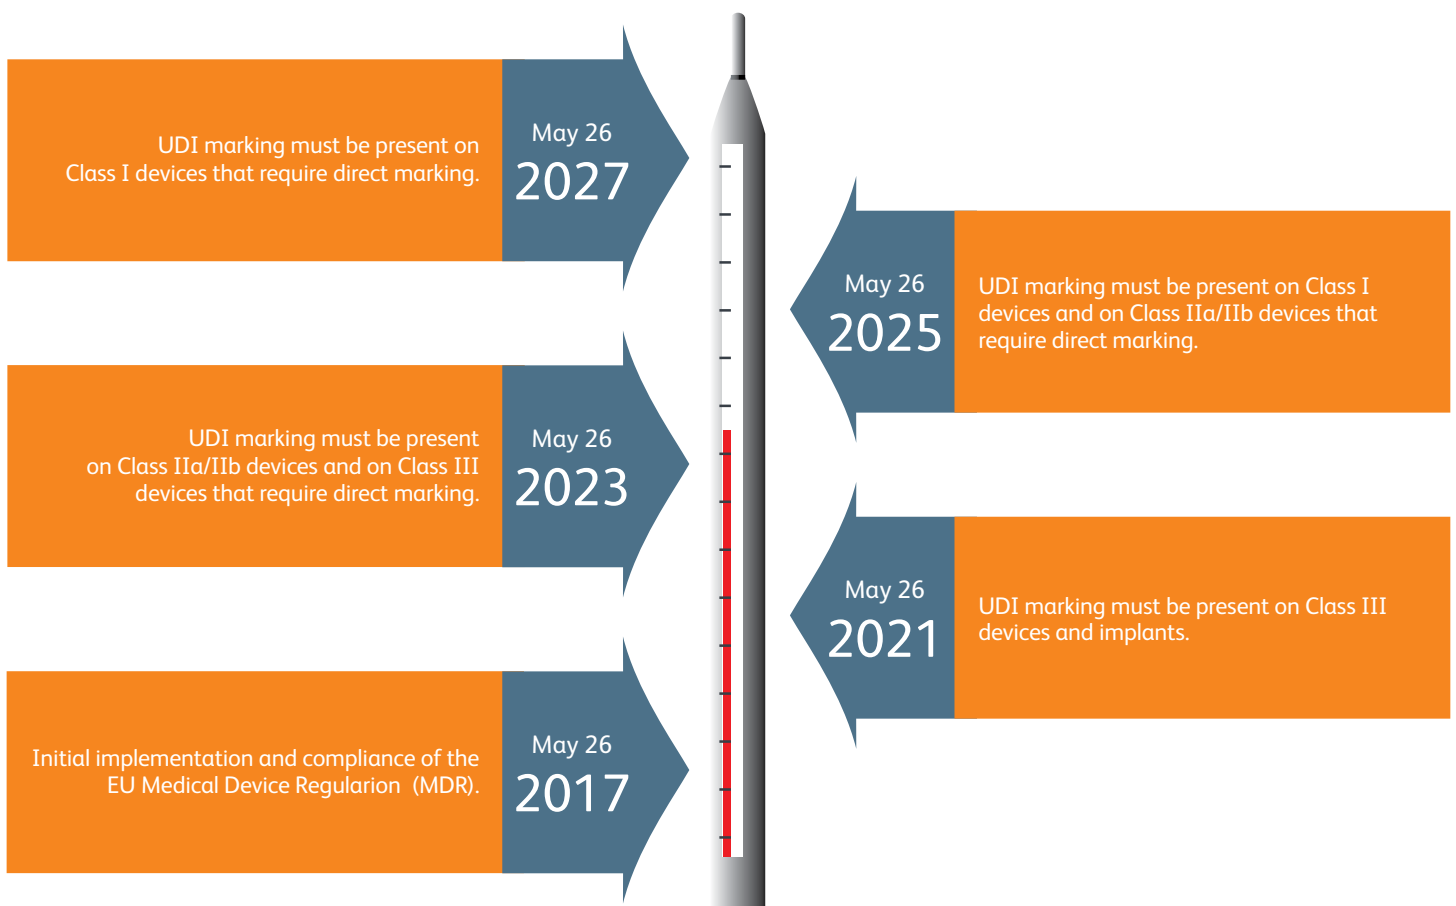 UDI marking must be present on
Class I devices that require direct marking.
May 26
2027
May 26
2025
UDI marking must be present on Class I
devices and on Class IIa/IIb devices that
require direct marking.
UDI marking must be present
on Class IIa/IIb devices and on Class III
devices that require direct marking.
May 26
2023
May 26
2021
UDI marking must be present on Class III
devices and implants.
Initial implementation and compliance of the
EU Medical Device Regularion (MDR).
May 26
2017